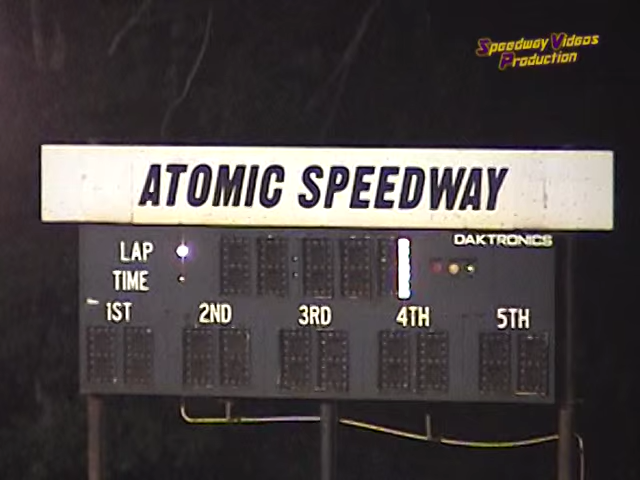 Speedway Videos
Production
ATOMIC SPEEDWAY
DAKTRONICS
LAP
TIME
1ST 2ND 3RD 4TH 5TH